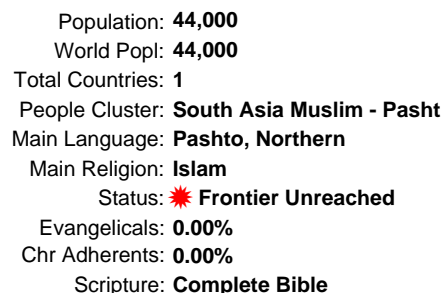 Population: 44,000
World Popl: 44,000
Total Countries: 1
People Cluster: South Asia Muslim - Pasht
Main Language: Pashto, Northern
Main Religion: Islam
Status: Frontier Unreached
Evangelicals: 0.00%
Chr Adherents: 0.00%
Scripture: Complete Bible